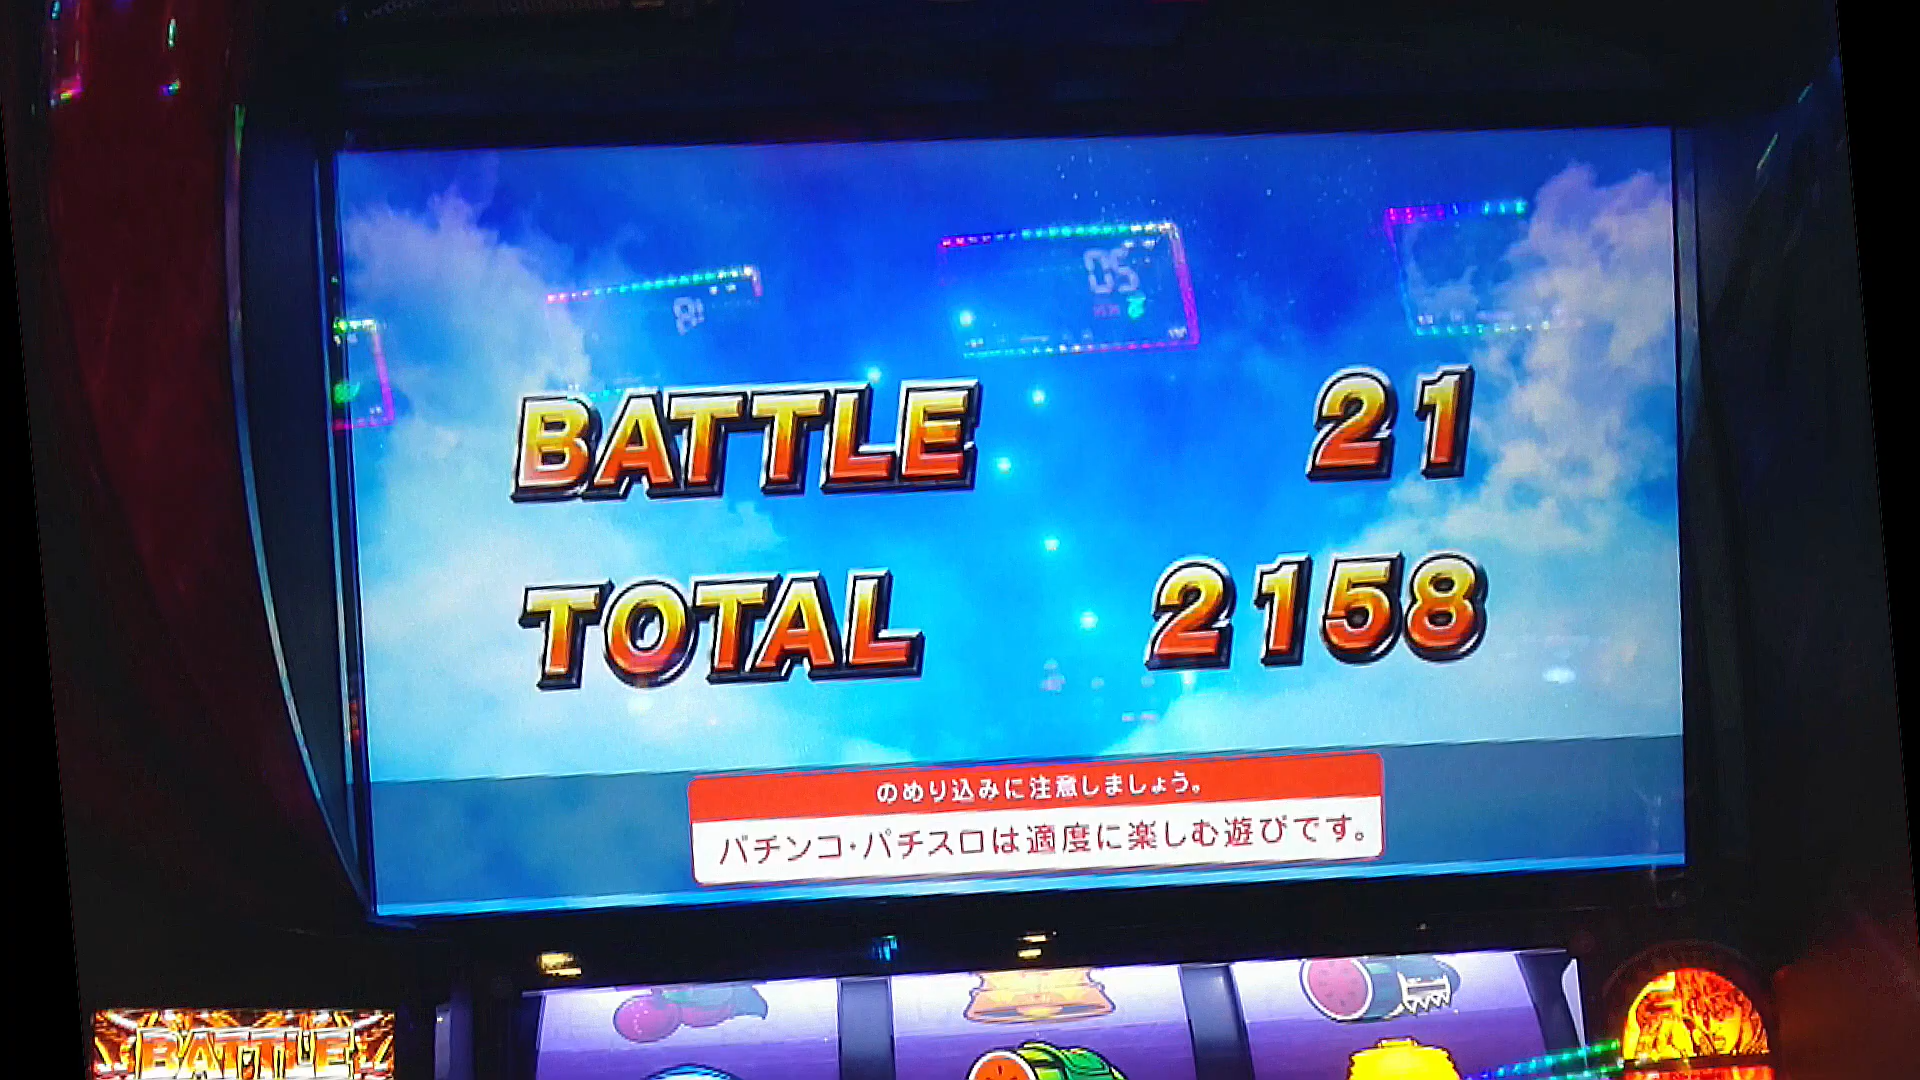 BATTLE 21
TOTAL 2158
のめり込みに注意しましょう。
パチンコ・パチスロは適度に楽しむ遊びです。
BATTLE